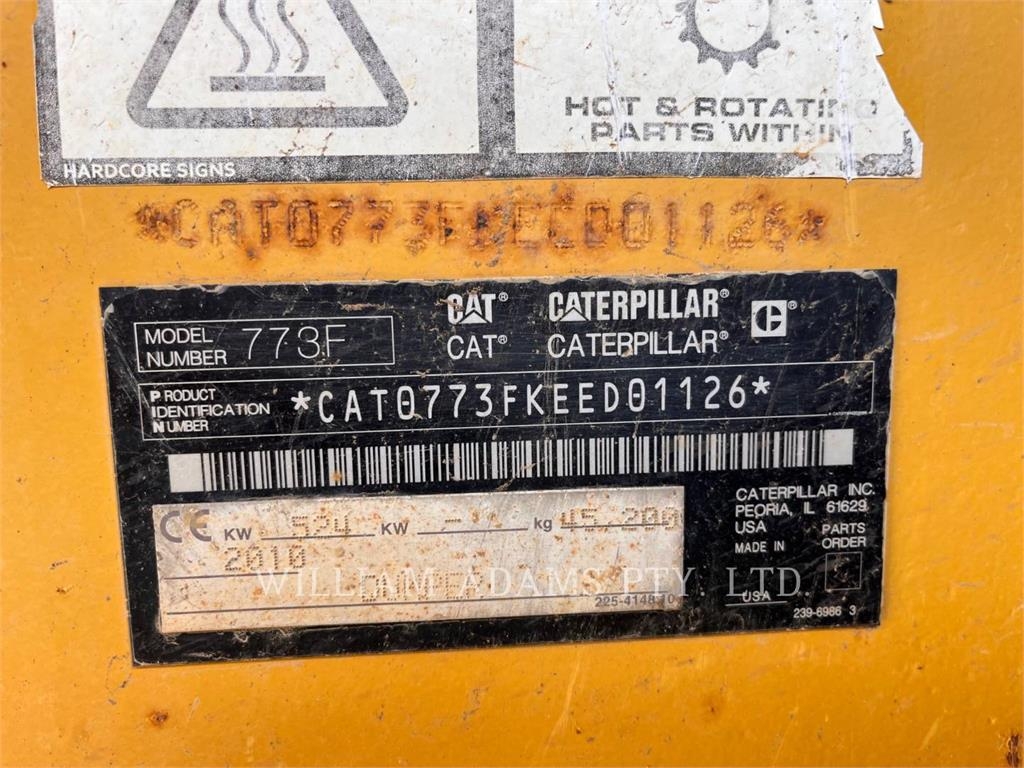 HOT & ROTATING
PARTS WITHIN
HARDCORE SIGNS
MODEL NUMBER 773F
CAT® CATERPILLAR® E®
CAT® CATERPILLAR®
PRODUCT IDENTIFICATION NUMBER *CAT0773FKEED01126*
CE KW 524 KW - kg 45,200
2010
225-4148 10
CATERPILLAR INC.
PEORIA, IL 61629
USA
PARTS ORDER
MADE IN
USA
239-6986 3
WILLIAM ADAMS PTY. LTD.